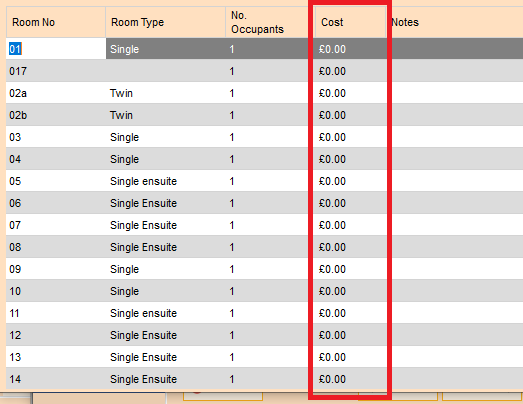 Room No Room Type No. Occupants Cost Notes
01 Single 1 £0.00
017 1 £0.00
02a Twin 1 £0.00
02b Twin 1 £0.00
03 Single 1 £0.00
04 Single 1 £0.00
05 Single ensuite 1 £0.00
06 Single Ensuite 1 £0.00
07 Single Ensuite 1 £0.00
08 Single Ensuite 1 £0.00
09 Single 1 £0.00
10 Single 1 £0.00
11 Single ensuite 1 £0.00
12 Single Ensuite 1 £0.00
13 Single Ensuite 1 £0.00
14 Single Ensuite 1 £0.00